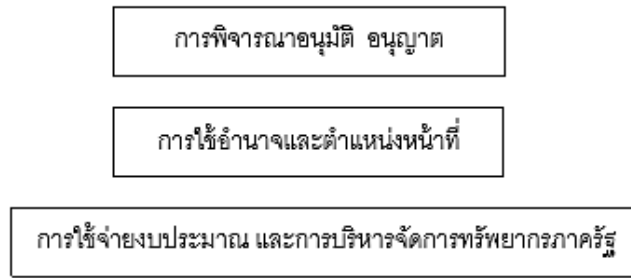 การพิจารณาอนุมัติ อนุญาต
การใช้อำนาจและตำแหน่งหน้าที่
การใช้จ่ายงบประมาณ และการบริหารจัดการทรัพยากรภาครัฐ